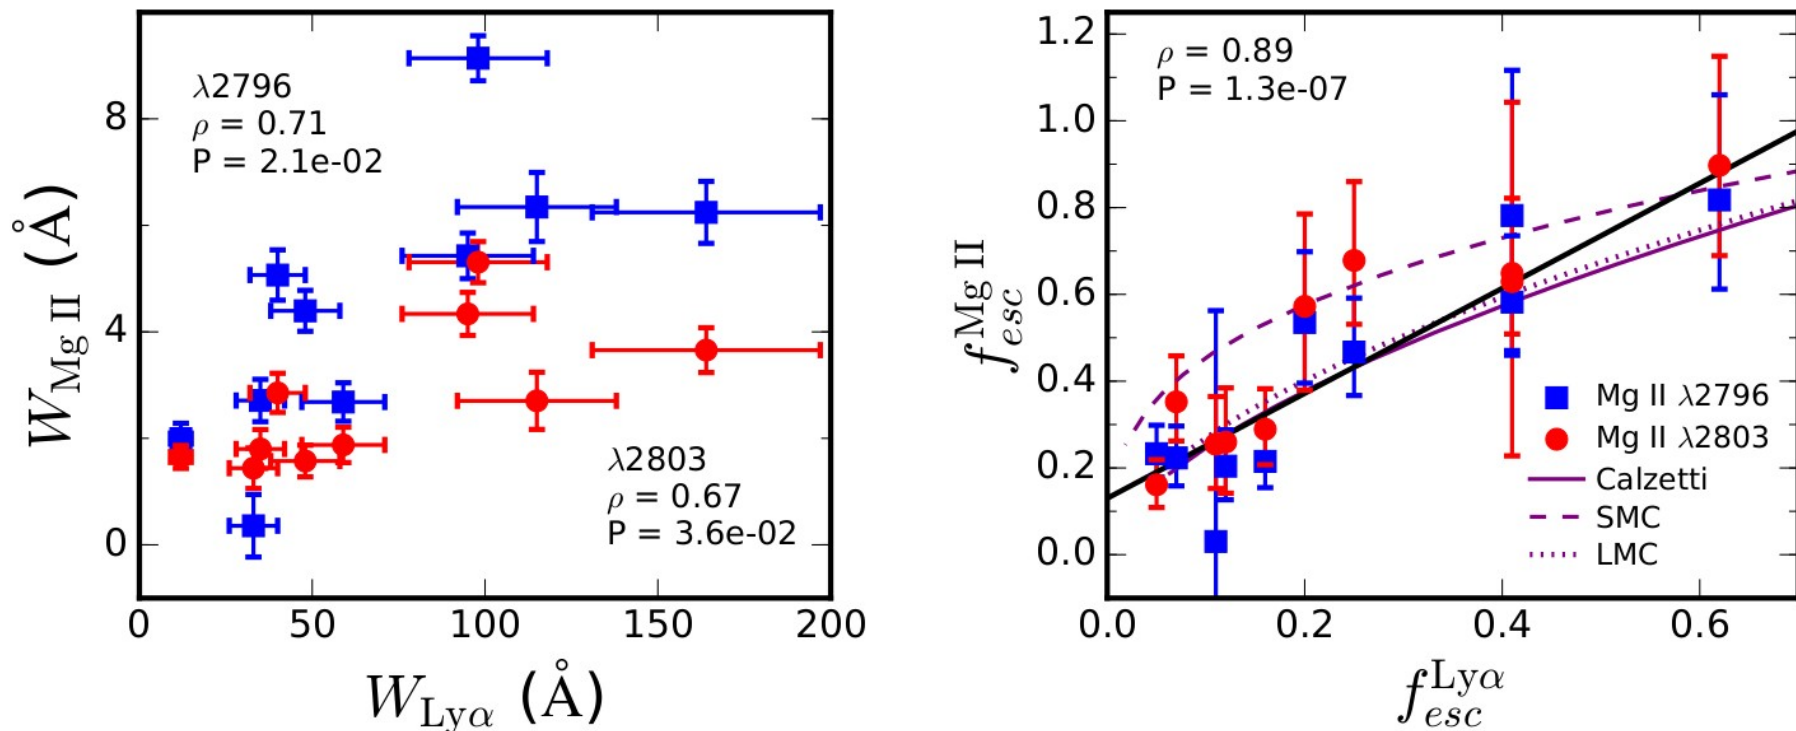 λ2796
ρ = 0.71
P = 2.1e-02
λ2803
ρ = 0.67
P = 3.6e-02
8
4
0
0 50 100 150 200
W_Mg II (Å)
W_Lyα (Å)
ρ = 0.89
P = 1.3e-07
1.2
1.0
0.8
0.6
0.4
0.2
0.0
0.0 0.2 0.4 0.6
f_esc^Mg II
f_esc^Lyα
Mg II λ2796
Mg II λ2803
Calzetti
SMC
LMC